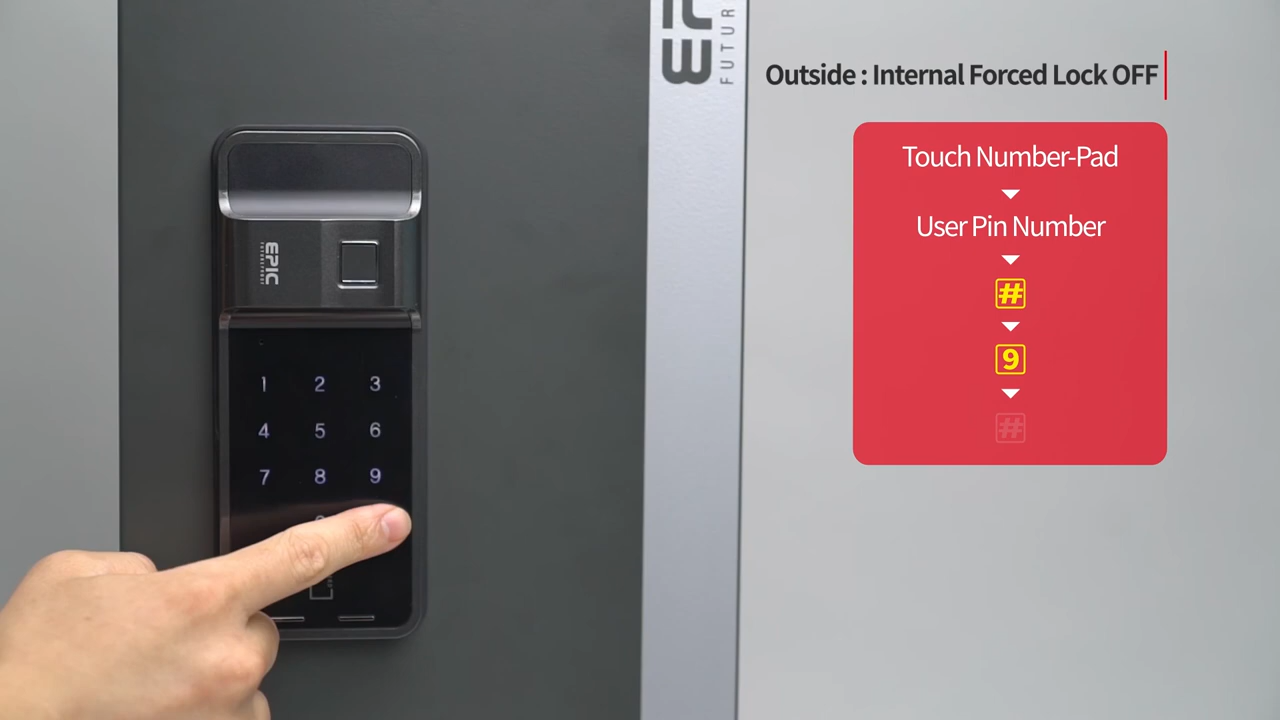 Outside : Internal Forced Lock OFF
Touch Number-Pad
User Pin Number
#
9
#
EPIC
1 2 3
4 5 6
7 8 9
FUTUR